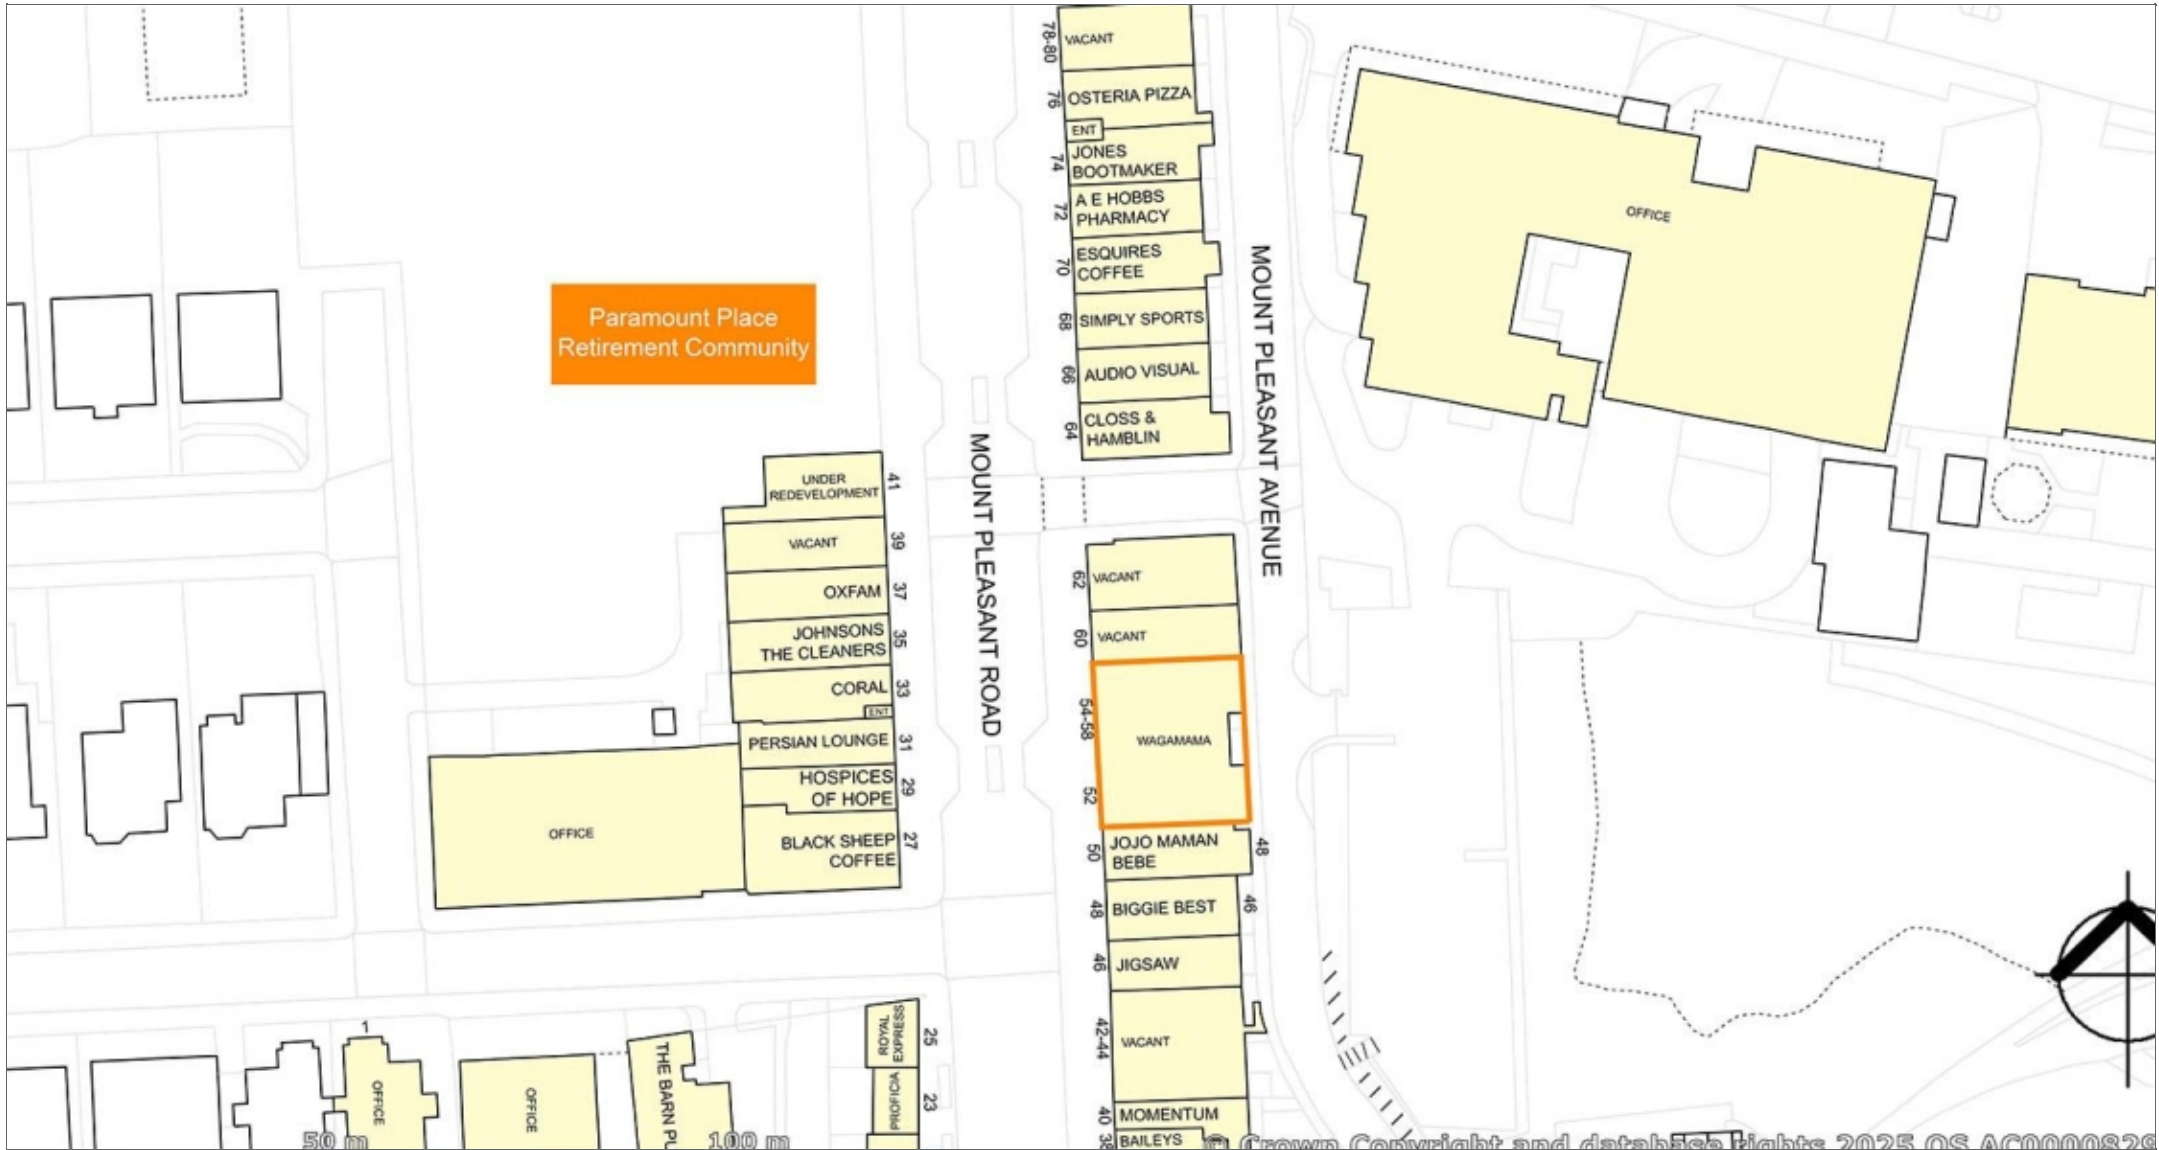 78-80
VACANT
76
OSTERIA PIZZA
ENT
74
JONES
BOOTMAKER
72
A E HOBBS
PHARMACY
70
ESQUIRES
COFFEE
68
SIMPLY SPORTS
66
AUDIO VISUAL
64
CLOSS &
HAMBLIN
MOUNT PLEASANT AVENUE
OFFICE
Paramount Place
Retirement Community
MOUNT PLEASANT ROAD
UNDER
REDEVELOPMENT
41
VACANT
39
OXFAM
37
JOHNSONS
THE CLEANERS
35
CORAL
33
ENT
PERSIAN LOUNGE
31
HOSPICES
OF HOPE
29
BLACK SHEEP
COFFEE
27
OFFICE
62
VACANT
60
VACANT
54-58
WAGAMAMA
52
50
JOJO MAMAN
BEBE
48
48
BIGGIE BEST
46
46
JIGSAW
42-44
VACANT
40
MOMENTUM
38
BAILEYS
1
OFFICE
OFFICE
THE BARN
ROYAL
EXPRESS
25
PROFICIA
23
50 m
100 m
© Crown Copyright and database rights 2025 OS